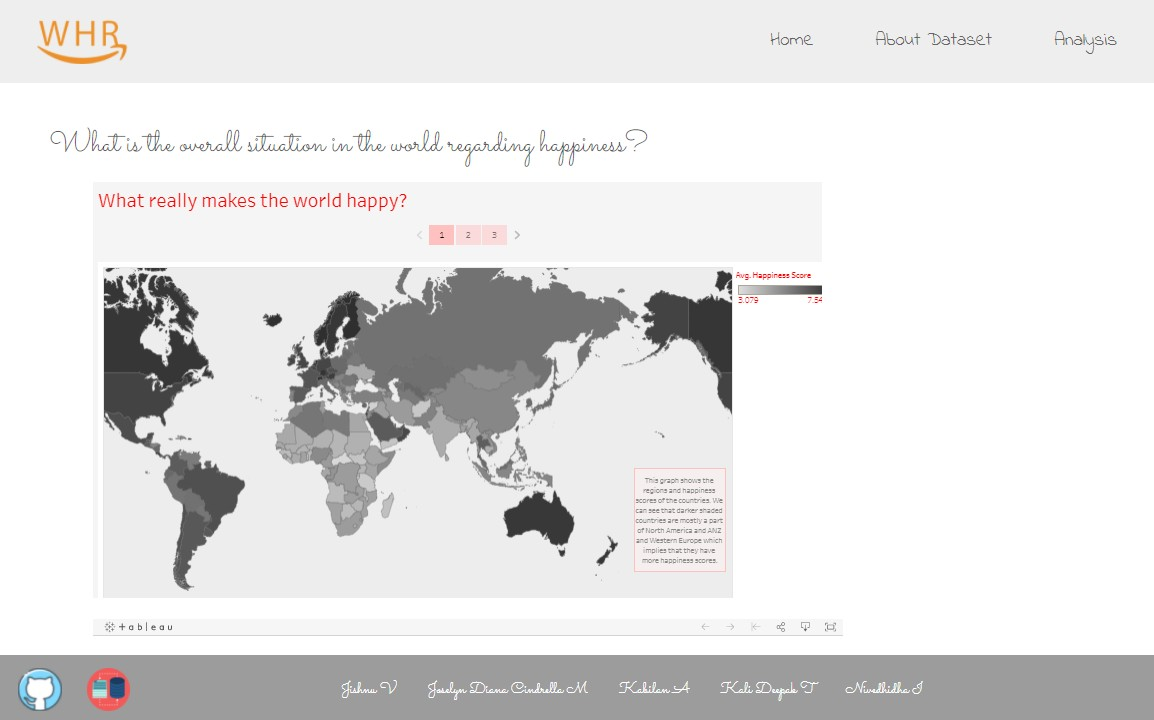 WHR
Home About Dataset Analysis
What is the overall situation in the world regarding happiness?
What really makes the world happy?
1 2 3
Avg. Happiness Score
3.079 7.54
This graph shows the
regions and happiness
scores of the countries. We
can see that darker shaded
countries are mostly a part
of North America and ANZ
and Western Europe which
implies that they have
more happiness scores.
+ableau
Jishnu V Joselyn Diana Cindrella M Kabilan A Kali Deepak T Nivedhidha I